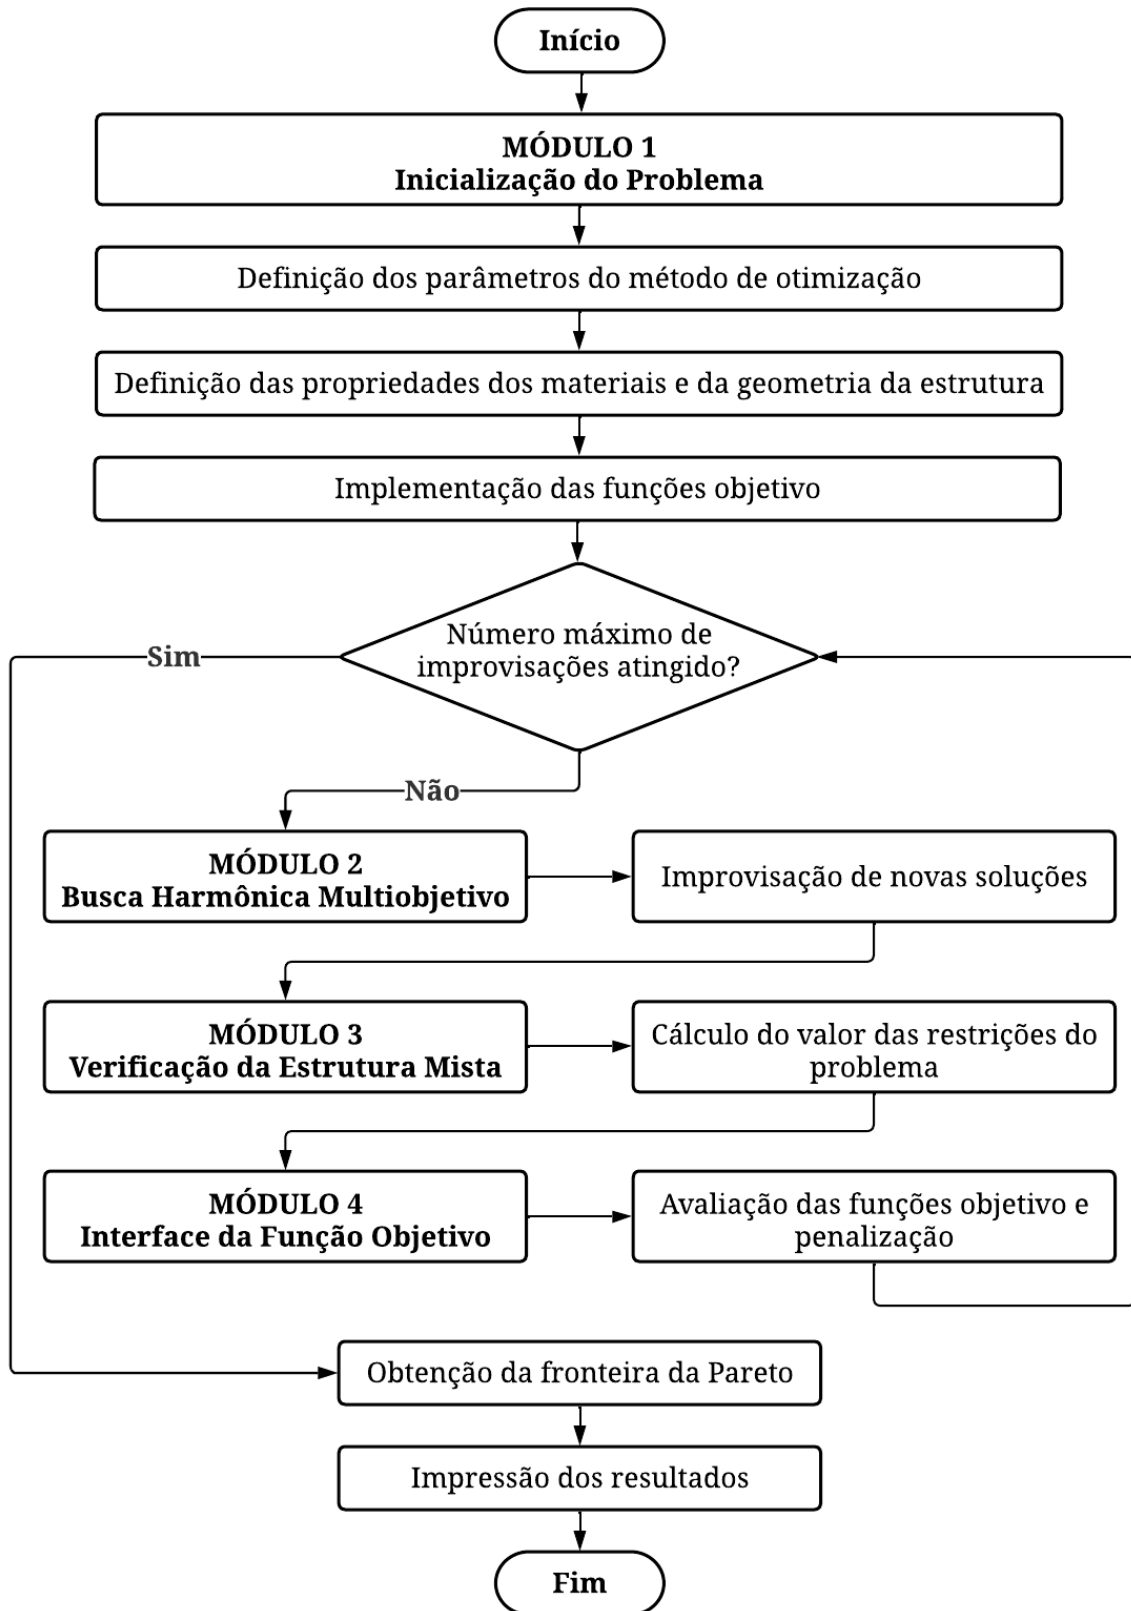 Início
MÓDULO 1
Inicialização do Problema
Definição dos parâmetros do método de otimização
Definição das propriedades dos materiais e da geometria da estrutura
Implementação das funções objetivo
Número máximo de
improvisações atingido?
Sim
Não
MÓDULO 2
Busca Harmônica Multiobjetivo
Improvisação de novas soluções
MÓDULO 3
Verificação da Estrutura Mista
Cálculo do valor das restrições do
problema
MÓDULO 4
Interface da Função Objetivo
Avaliação das funções objetivo e
penalização
Obtenção da fronteira da Pareto
Impressão dos resultados
Fim